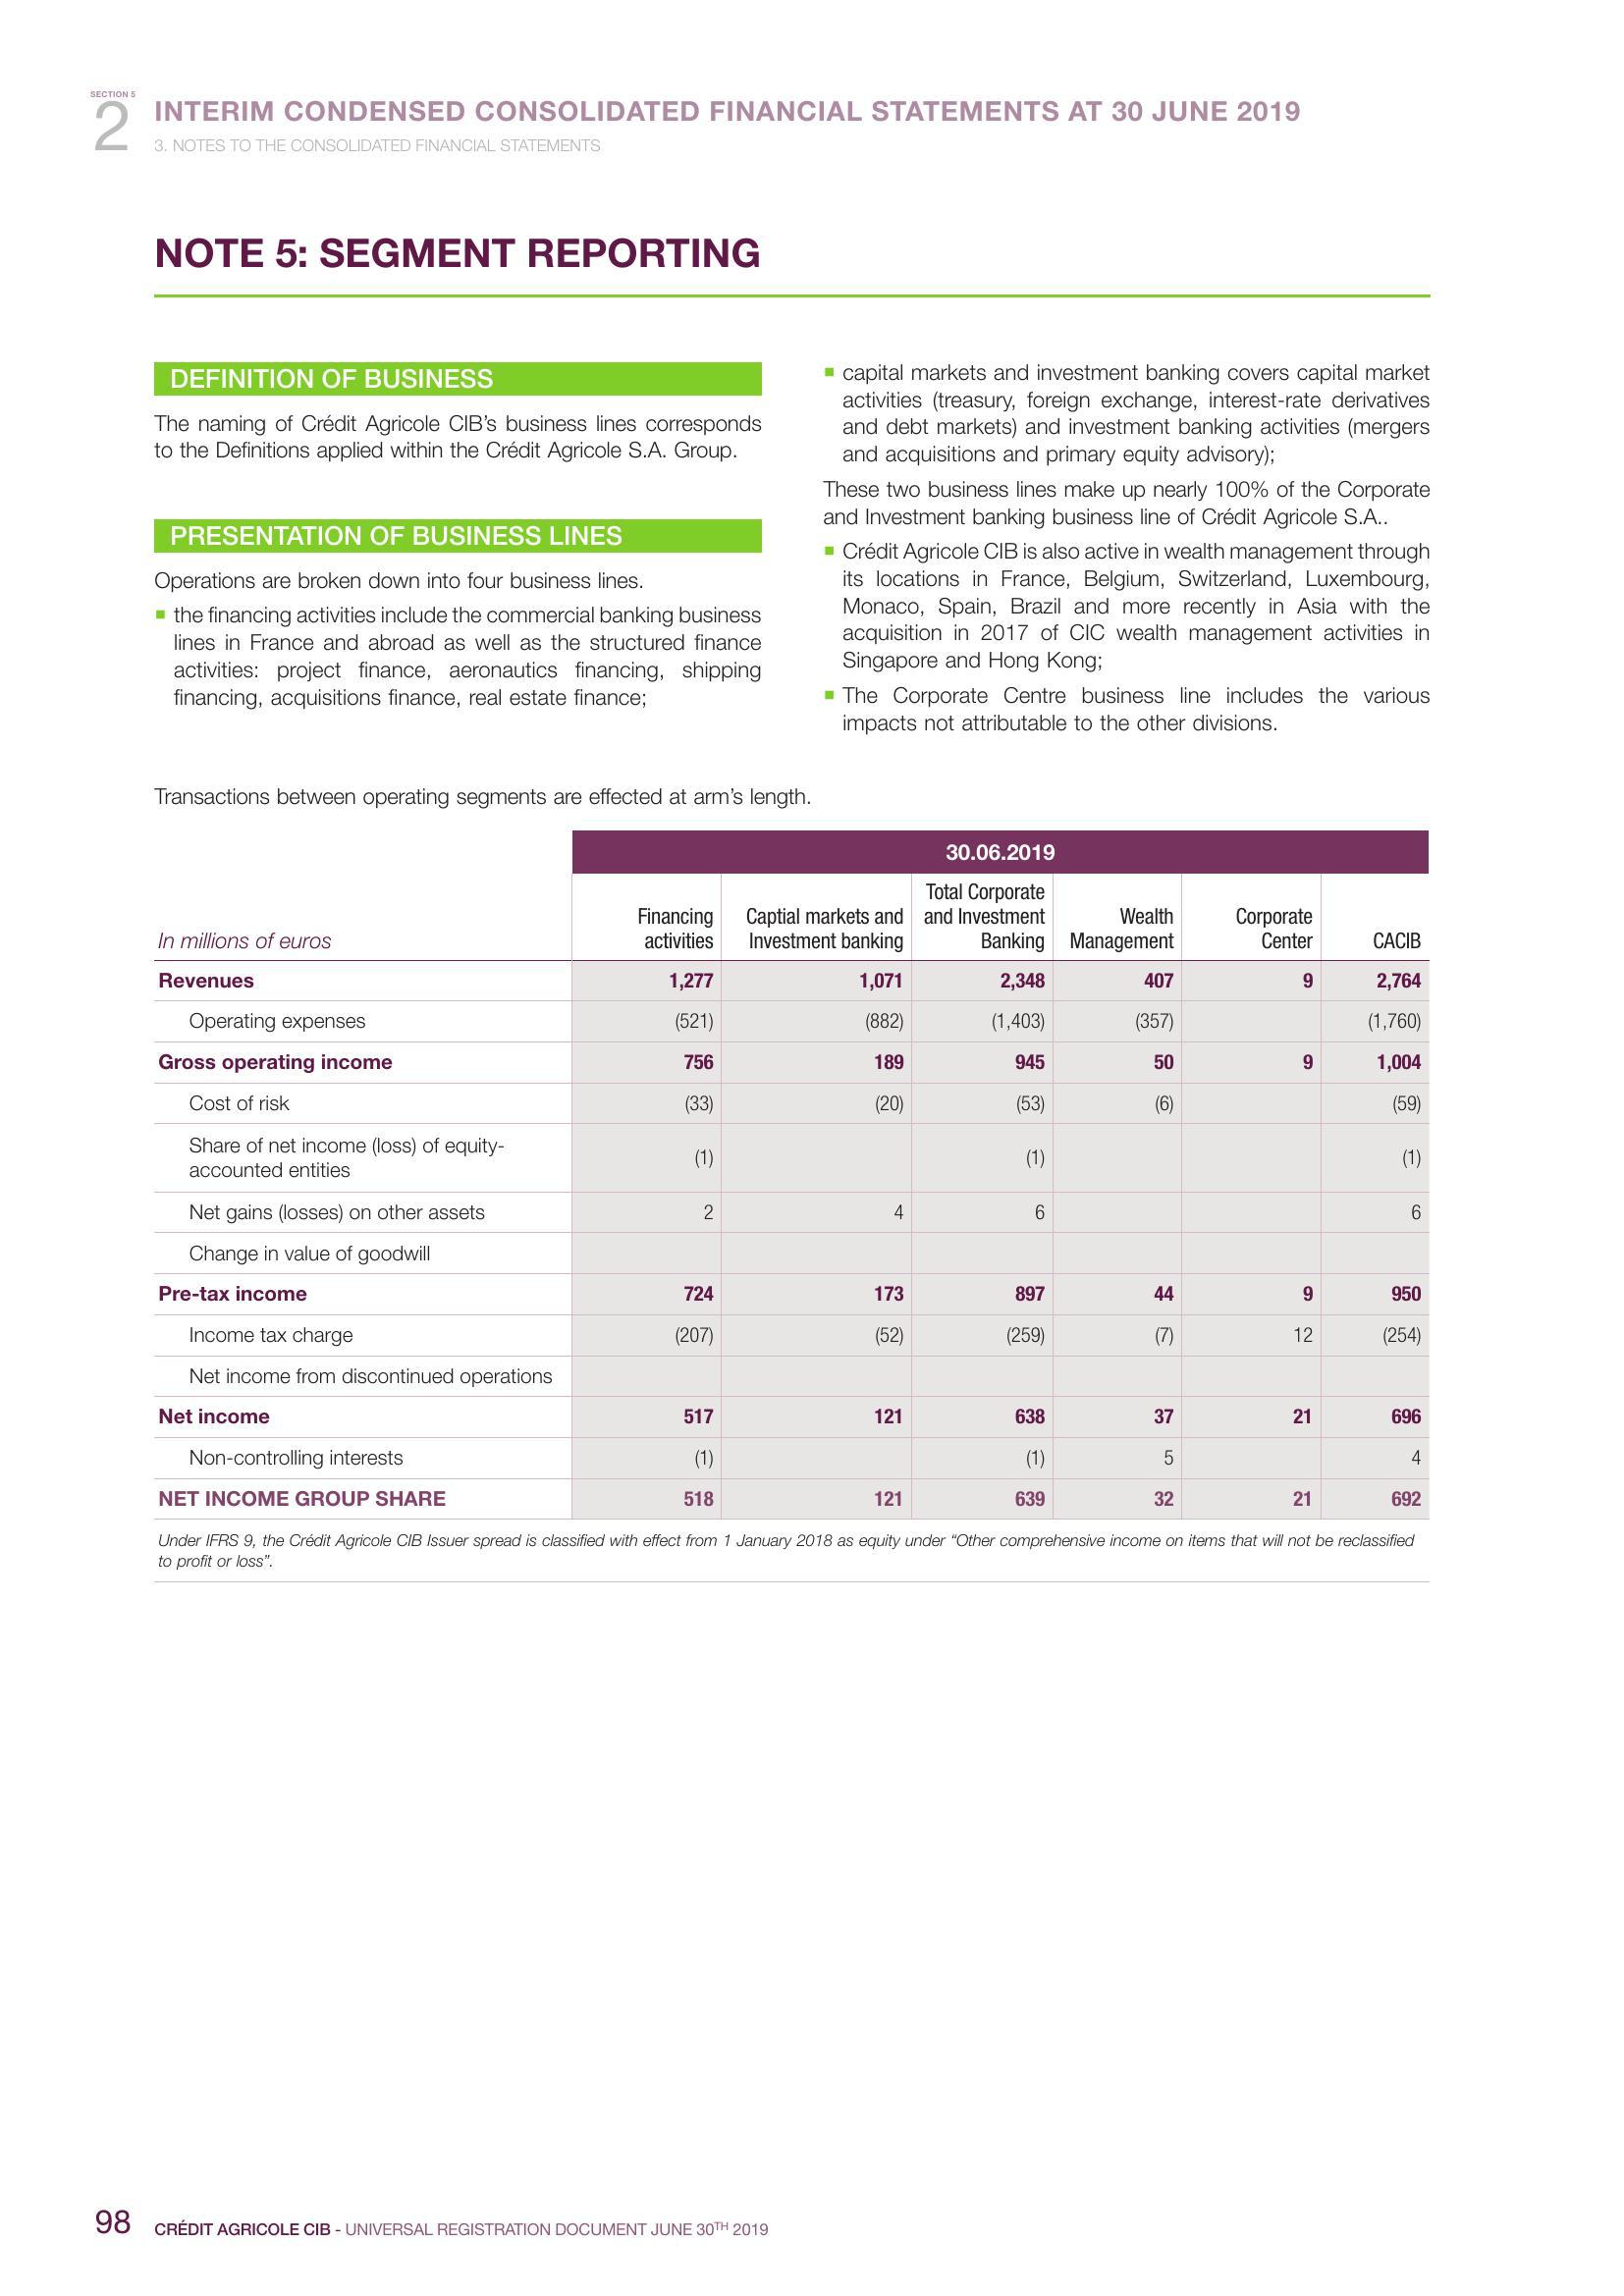 SECTION 5
2
INTERIM CONDENSED CONSOLIDATED FINANCIAL STATEMENTS AT 30 JUNE 2019
3. NOTES TO THE CONSOLIDATED FINANCIAL STATEMENTS
NOTE 5: SEGMENT REPORTING
DEFINITION OF BUSINESS
The naming of Crédit Agricole CIB’s business lines corresponds
to the Definitions applied within the Crédit Agricole S.A. Group.
PRESENTATION OF BUSINESS LINES
Operations are broken down into four business lines.
▪ the financing activities include the commercial banking business
lines in France and abroad as well as the structured finance
activities: project finance, aeronautics financing, shipping
financing, acquisitions finance, real estate finance;
▪ capital markets and investment banking covers capital market
activities (treasury, foreign exchange, interest-rate derivatives
and debt markets) and investment banking activities (mergers
and acquisitions and primary equity advisory);
These two business lines make up nearly 100% of the Corporate
and Investment banking business line of Crédit Agricole S.A..
▪ Crédit Agricole CIB is also active in wealth management through
its locations in France, Belgium, Switzerland, Luxembourg,
Monaco, Spain, Brazil and more recently in Asia with the
acquisition in 2017 of CIC wealth management activities in
Singapore and Hong Kong;
▪ The Corporate Centre business line includes the various
impacts not attributable to the other divisions.
Transactions between operating segments are effected at arm’s length.
30.06.2019
In millions of euros Financing activities Captial markets and Investment banking Total Corporate and Investment Banking Wealth Management Corporate Center CACIB
Revenues 1,277 1,071 2,348 407 9 2,764
Operating expenses (521) (882) (1,403) (357) (1,760)
Gross operating income 756 189 945 50 9 1,004
Cost of risk (33) (20) (53) (6) (59)
Share of net income (loss) of equity-
accounted entities (1) (1) (1)
Net gains (losses) on other assets 2 4 6 6
Change in value of goodwill
Pre-tax income 724 173 897 44 9 950
Income tax charge (207) (52) (259) (7) 12 (254)
Net income from discontinued operations
Net income 517 121 638 37 21 696
Non-controlling interests (1) (1) 5 4
NET INCOME GROUP SHARE 518 121 639 32 21 692
Under IFRS 9, the Crédit Agricole CIB Issuer spread is classified with effect from 1 January 2018 as equity under “Other comprehensive income on items that will not be reclassified
to profit or loss”.
98 CRÉDIT AGRICOLE CIB - UNIVERSAL REGISTRATION DOCUMENT JUNE 30TH 2019